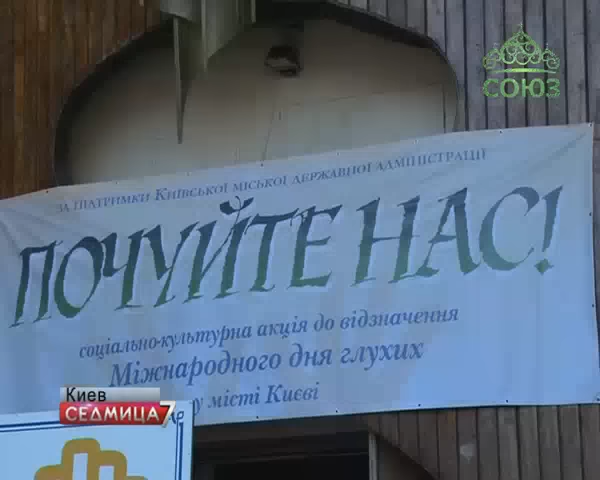 СОЮЗ
ЗА ПІДТРИМКИ КИЇВСЬКОЇ МІСЬКОЇ ДЕРЖАВНОЇ АДМІНІСТРАЦІЇ
ПОЧУЙТЕ НАС!
соціально-культурна акція до відзначення
Міжнародного дня глухих
у місті Києві
Киев
СЕДМИЦА 7